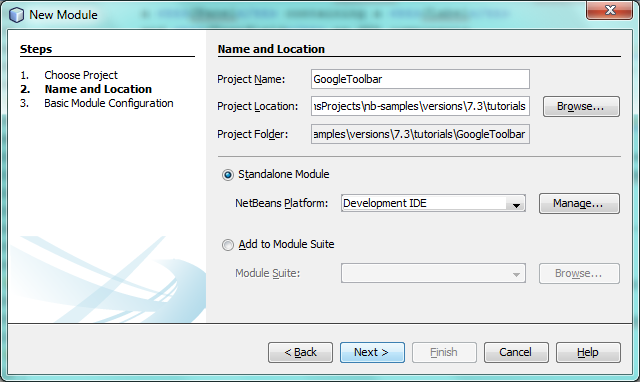 New Module
Steps
1. Choose Project
2. Name and Location
3. Basic Module Configuration
Name and Location
Project Name: GoogleToolbar
Project Location: nsProjects\nb-samples\versions\7.3\tutorials Browse...
Project Folder: amples\versions\7.3\tutorials\GoogleToolbar
Standalone Module
NetBeans Platform: Development IDE Manage...
Add to Module Suite
Module Suite: Browse...
< Back Next > Finish Cancel Help